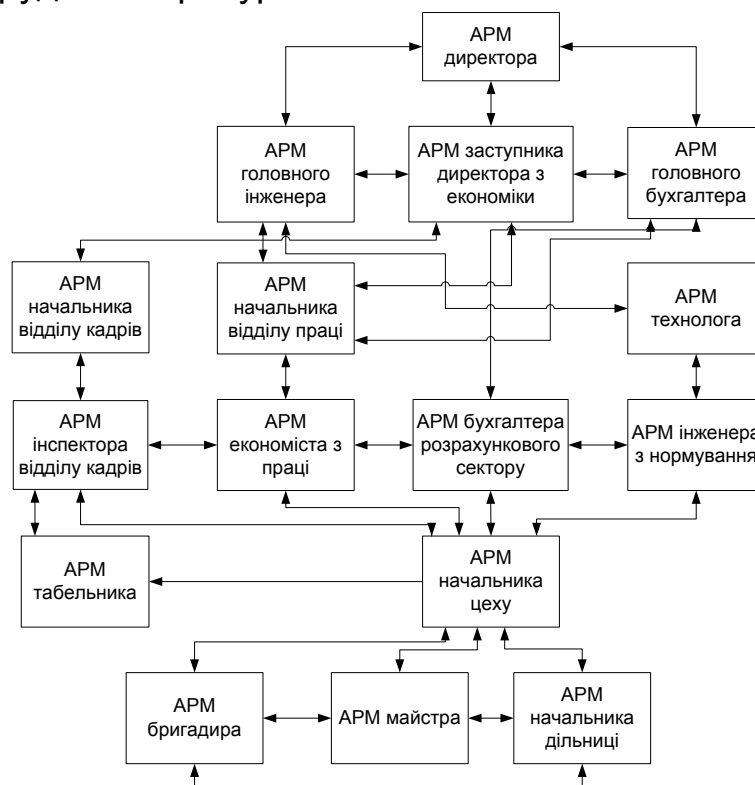 АРМ
директора
АРМ
головного
інженера
АРМ заступника
директора з
економіки
АРМ
головного
бухгалтера
АРМ
начальника
відділу кадрів
АРМ
начальника
відділу праці
АРМ
технолога
АРМ
інспектора
відділу кадрів
АРМ
економіста з
праці
АРМ бухгалтера
розрахункового
сектору
АРМ інженера
з нормування
АРМ
табельника
АРМ
начальника
цеху
АРМ
бригадира
АРМ майстра
АРМ
начальника
дільниці